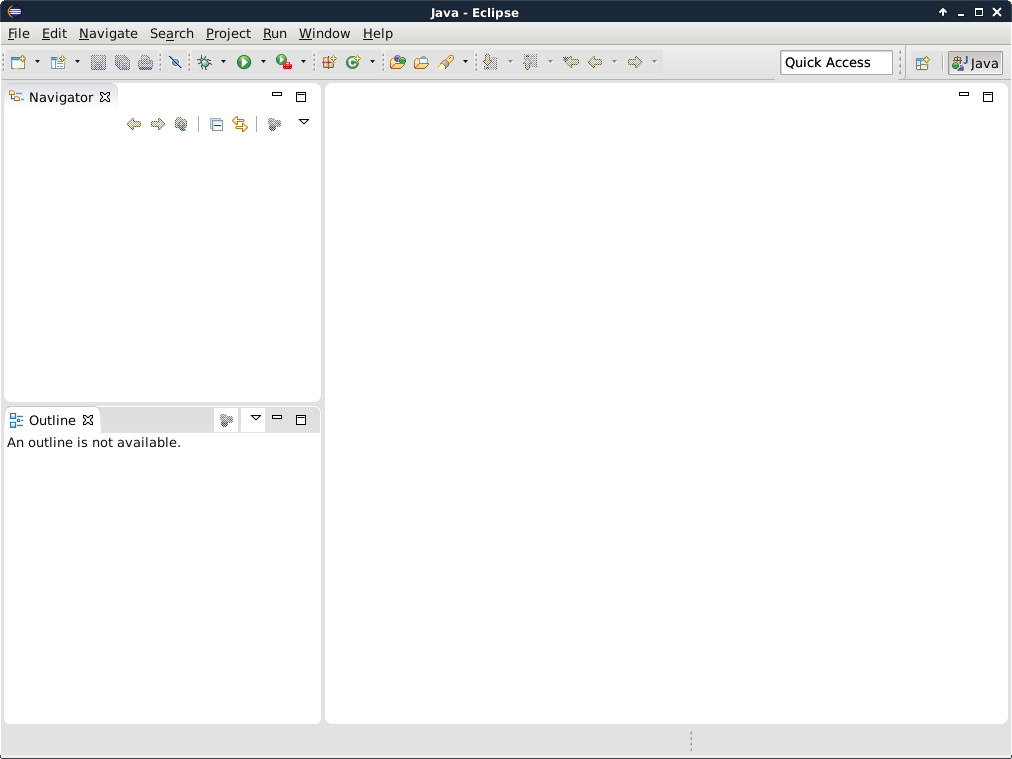 Java - Eclipse
File Edit Navigate Search Project Run Window Help
Quick Access
Java
Navigator
Outline
An outline is not available.